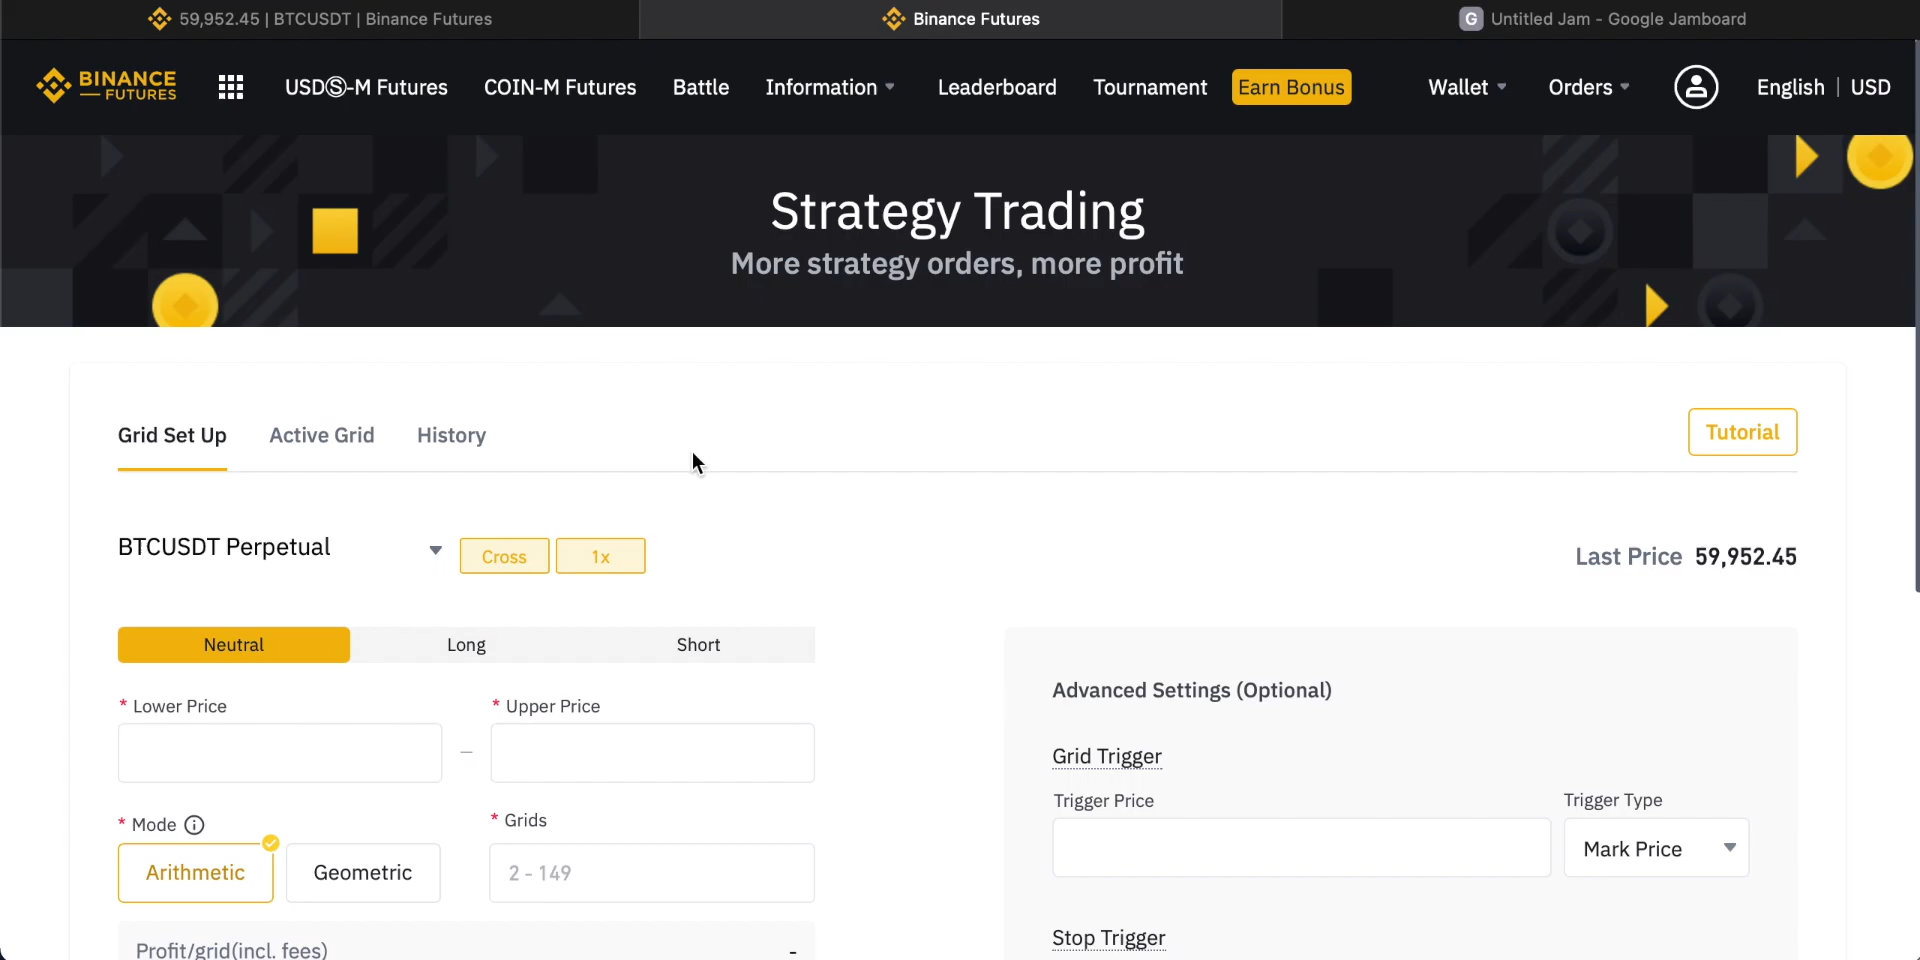 59,952.45 | BTCUSDT | Binance Futures
Binance Futures
G Untitled Jam - Google Jamboard
BINANCE
FUTURES
USDⓈ-M Futures COIN-M Futures Battle Information Leaderboard Tournament Earn Bonus Wallet Orders English | USD
Strategy Trading
More strategy orders, more profit
Grid Set Up Active Grid History Tutorial
BTCUSDT Perpetual Cross 1x Last Price 59,952.45
Neutral Long Short
* Lower Price * Upper Price
–
* Mode * Grids
Arithmetic Geometric 2 - 149
Profit/grid(incl. fees) -
Advanced Settings (Optional)
Grid Trigger
Trigger Price Trigger Type
Mark Price
Stop Trigger